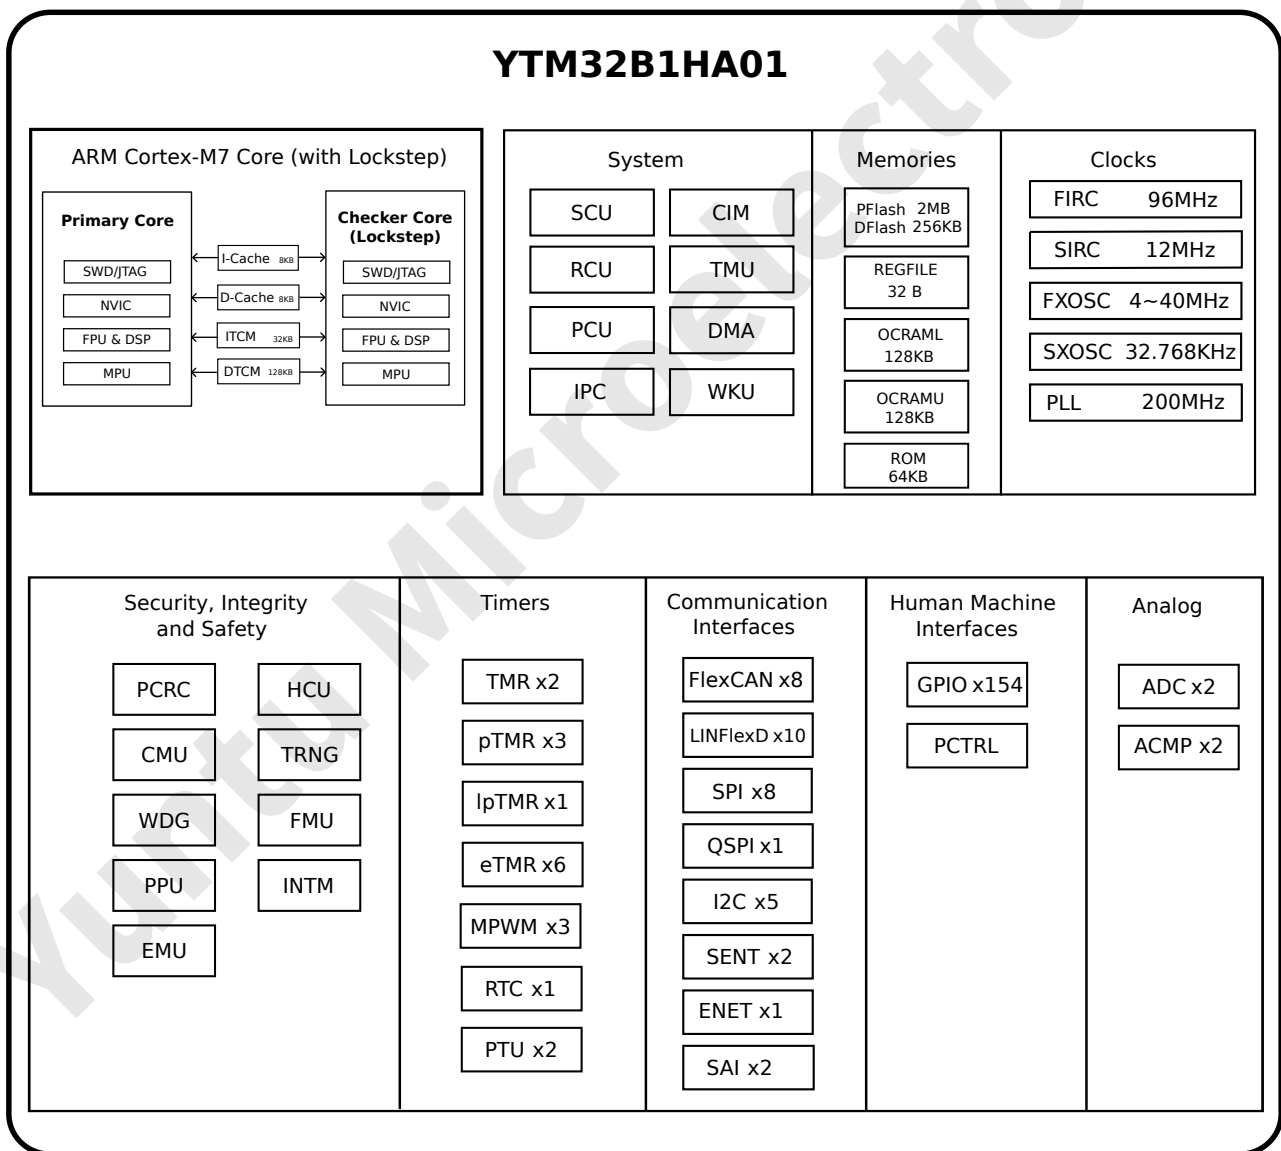 YTM32B1HA01
ARM Cortex-M7 Core (with Lockstep)
Primary Core
SWD/JTAG
NVIC
FPU & DSP
MPU
I-Cache 8KB
D-Cache 8KB
ITCM 32KB
DTCM 128KB
Checker Core
(Lockstep)
SWD/JTAG
NVIC
FPU & DSP
MPU
System
SCU
CIM
RCU
TMU
PCU
DMA
IPC
WKU
Memories
PFlash 2MB
DFlash 256KB
REGFILE
32 B
OCRAML
128KB
OCRAMU
128KB
ROM
64KB
Clocks
FIRC 96MHz
SIRC 12MHz
FXOSC 4~40MHz
SXOSC 32.768KHz
PLL 200MHz
Security, Integrity
and Safety
PCRC
HCU
CMU
TRNG
WDG
FMU
PPU
INTM
EMU
Timers
TMR x2
pTMR x3
lpTMR x1
eTMR x6
MPWM x3
RTC x1
PTU x2
Communication
Interfaces
FlexCAN x8
LINFlexD x10
SPI x8
QSPI x1
I2C x5
SENT x2
ENET x1
SAI x2
Human Machine
Interfaces
GPIO x154
PCTRL
Analog
ADC x2
ACMP x2
Yuntu Microelectro